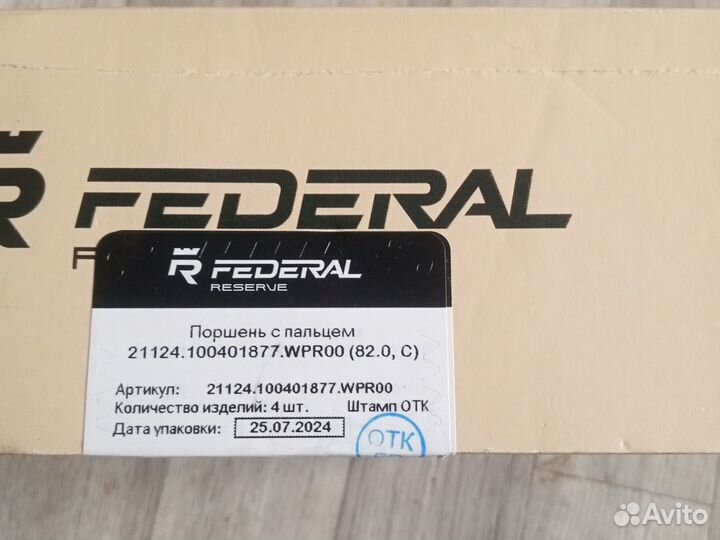 R FEDERAL
R FEDERAL
RESERVE
Поршень с пальцем
21124.100401877.WPR00 (82.0, С)
Артикул: 21124.100401877.WPR00
Количество изделий: 4 шт. Штамп ОТК
Дата упаковки: 25.07.2024
ОТК
Avito